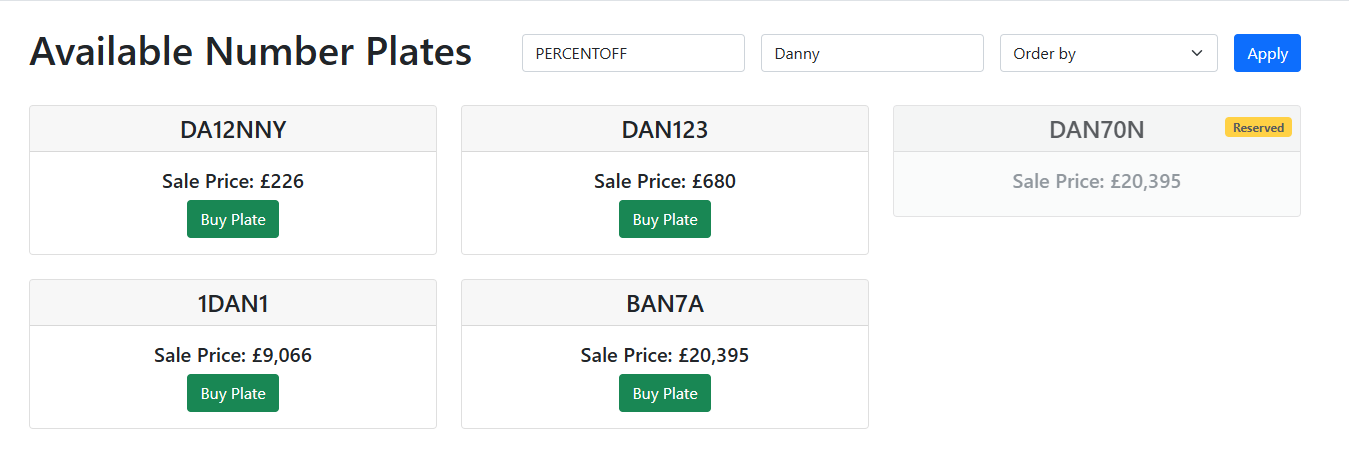 Available Number Plates
PERCENTOFF
Danny
Order by
Apply
DA12NNY
Sale Price: £226
Buy Plate
DAN123
Sale Price: £680
Buy Plate
DAN70N
Reserved
Sale Price: £20,395
1DAN1
Sale Price: £9,066
Buy Plate
BAN7A
Sale Price: £20,395
Buy Plate